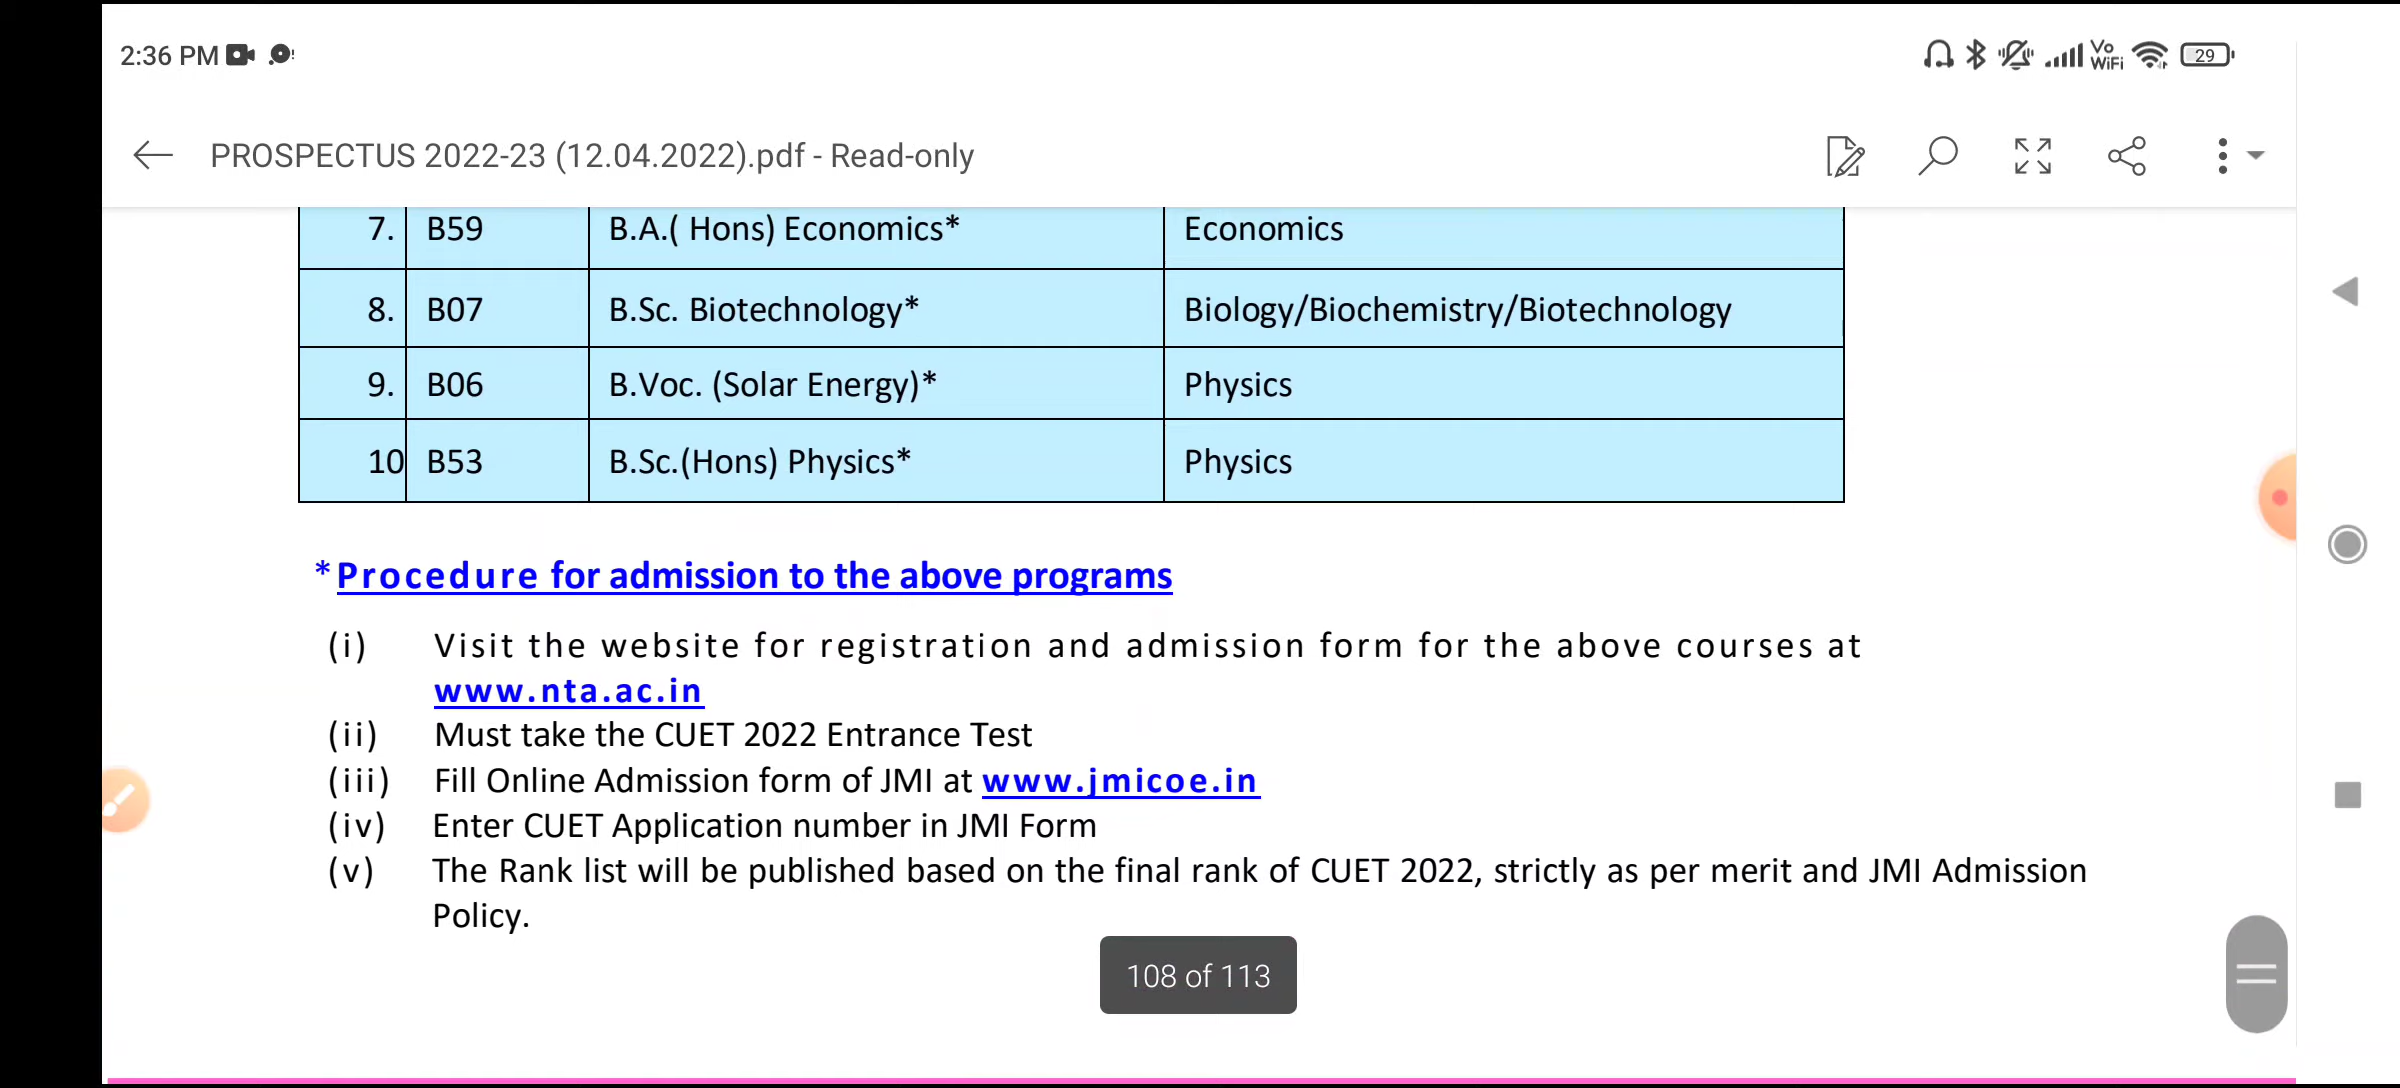 2:36 PM
Vo
WiFi
29
PROSPECTUS 2022-23 (12.04.2022).pdf - Read-only
7. B59 B.A.( Hons) Economics* Economics
8. B07 B.Sc. Biotechnology* Biology/Biochemistry/Biotechnology
9. B06 B.Voc. (Solar Energy)* Physics
10 B53 B.Sc.(Hons) Physics* Physics
*Procedure for admission to the above programs
(i) Visit the website for registration and admission form for the above courses at
www.nta.ac.in
(ii) Must take the CUET 2022 Entrance Test
(iii) Fill Online Admission form of JMI at www.jmicoe.in
(iv) Enter CUET Application number in JMI Form
(v) The Rank list will be published based on the final rank of CUET 2022, strictly as per merit and JMI Admission
Policy.
108 of 113